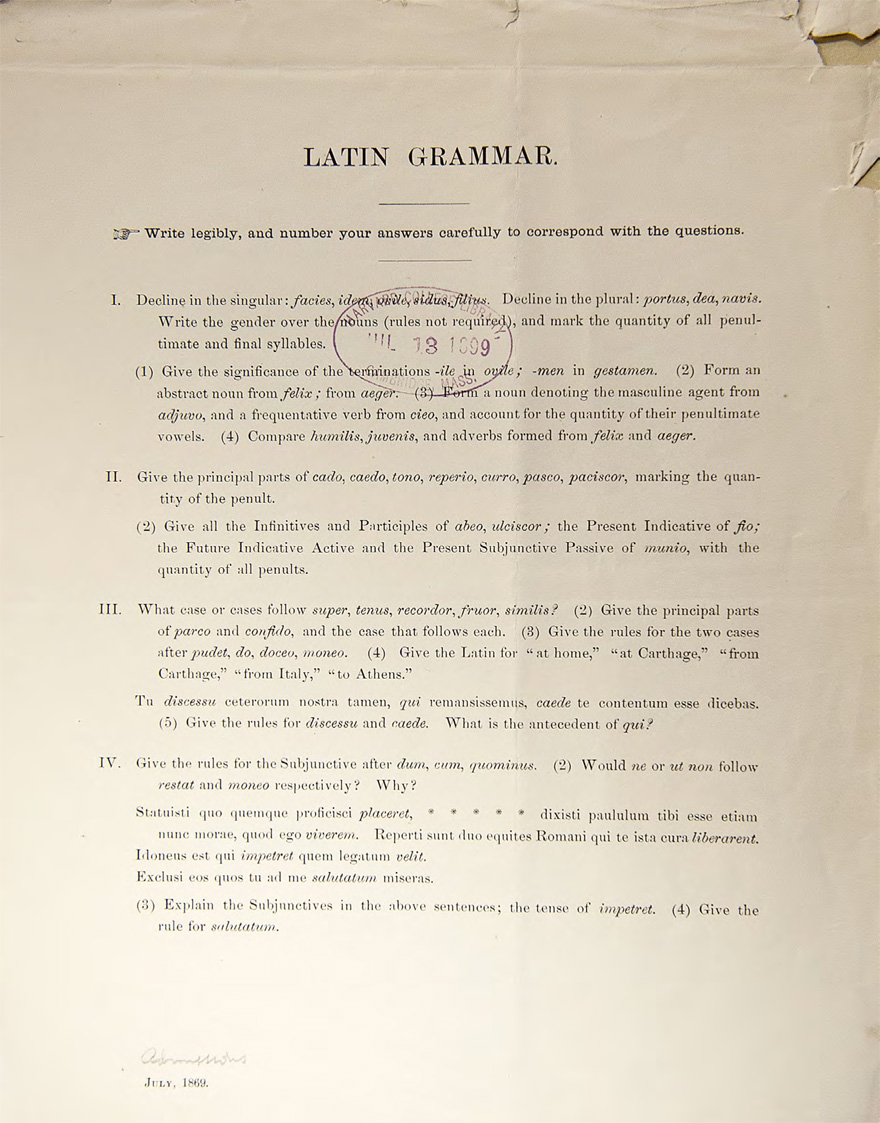 LATIN GRAMMAR.
☞ Write legibly, and number your answers carefully to correspond with the questions.
I. Decline in the singular: facies, idem, ovile, sidus, filius. Decline in the plural: portus, dea, navis.
Write the gender over the nouns (rules not required), and mark the quantity of all penul-
timate and final syllables.
HARVARD COLLEGE LIBRARY
JUL 13 1899
CAMBRIDGE, MASS.
(1) Give the significance of the terminations -ile in ovile; -men in gestamen. (2) Form an
abstract noun from felix; from aeger. (3) Form a noun denoting the masculine agent from
adjuvo, and a frequentative verb from cieo, and account for the quantity of their penultimate
vowels. (4) Compare humilis, juvenis, and adverbs formed from felix and aeger.
II. Give the principal parts of cado, caedo, tono, reperio, curro, pasco, paciscor, marking the quan-
tity of the penult.
(2) Give all the Infinitives and Participles of abeo, ulciscor; the Present Indicative of fio;
the Future Indicative Active and the Present Subjunctive Passive of munio, with the
quantity of all penults.
III. What case or cases follow super, tenus, recordor, fruor, similis? (2) Give the principal parts
of parco and confido, and the case that follows each. (3) Give the rules for the two cases
after pudet, do, doceo, moneo. (4) Give the Latin for “at home,” “at Carthage,” “from
Carthage,” “from Italy,” “to Athens.”
Tu discessu ceterorum nostra tamen, qui remansissemus, caede te contentum esse dicebas.
(5) Give the rules for discessu and caede. What is the antecedent of qui?
IV. Give the rules for the Subjunctive after dum, cum, quominus. (2) Would ne or ut non follow
restat and moneo respectively? Why?
Statuisti quo quemque proficisci placeret, * * * * * dixisti paululum tibi esse etiam
nunc morae, quod ego viverem. Reperti sunt duo equites Romani qui te ista cura liberarent.
Idoneus est qui impetret quem legatum velit.
Exclusi eos quos tu ad me salutatum miseras.
(3) Explain the Subjunctives in the above sentences; the tense of impetret. (4) Give the
rule for salutatum.
Admissions
July, 1869.